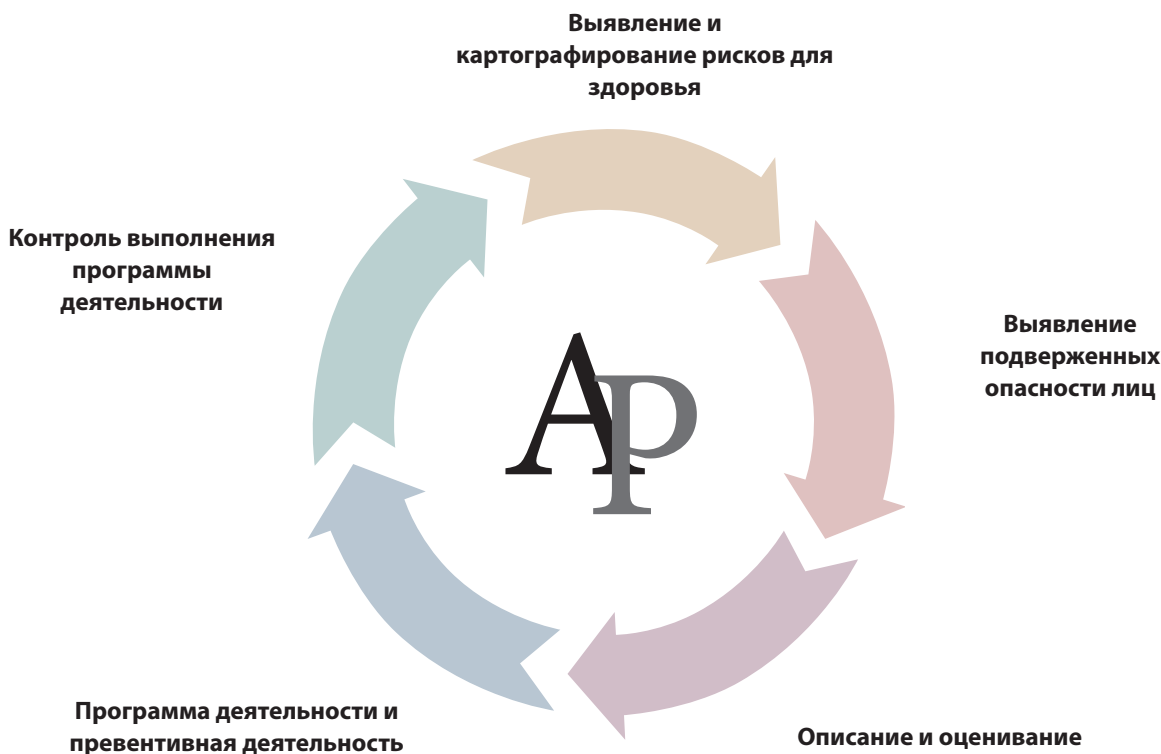 Выявление и
картографирование рисков для
здоровья
Контроль выполнения
программы
деятельности
Выявление
подверженных
опасности лиц
AP
Программа деятельности и
превентивная деятельность
Описание и оценивание